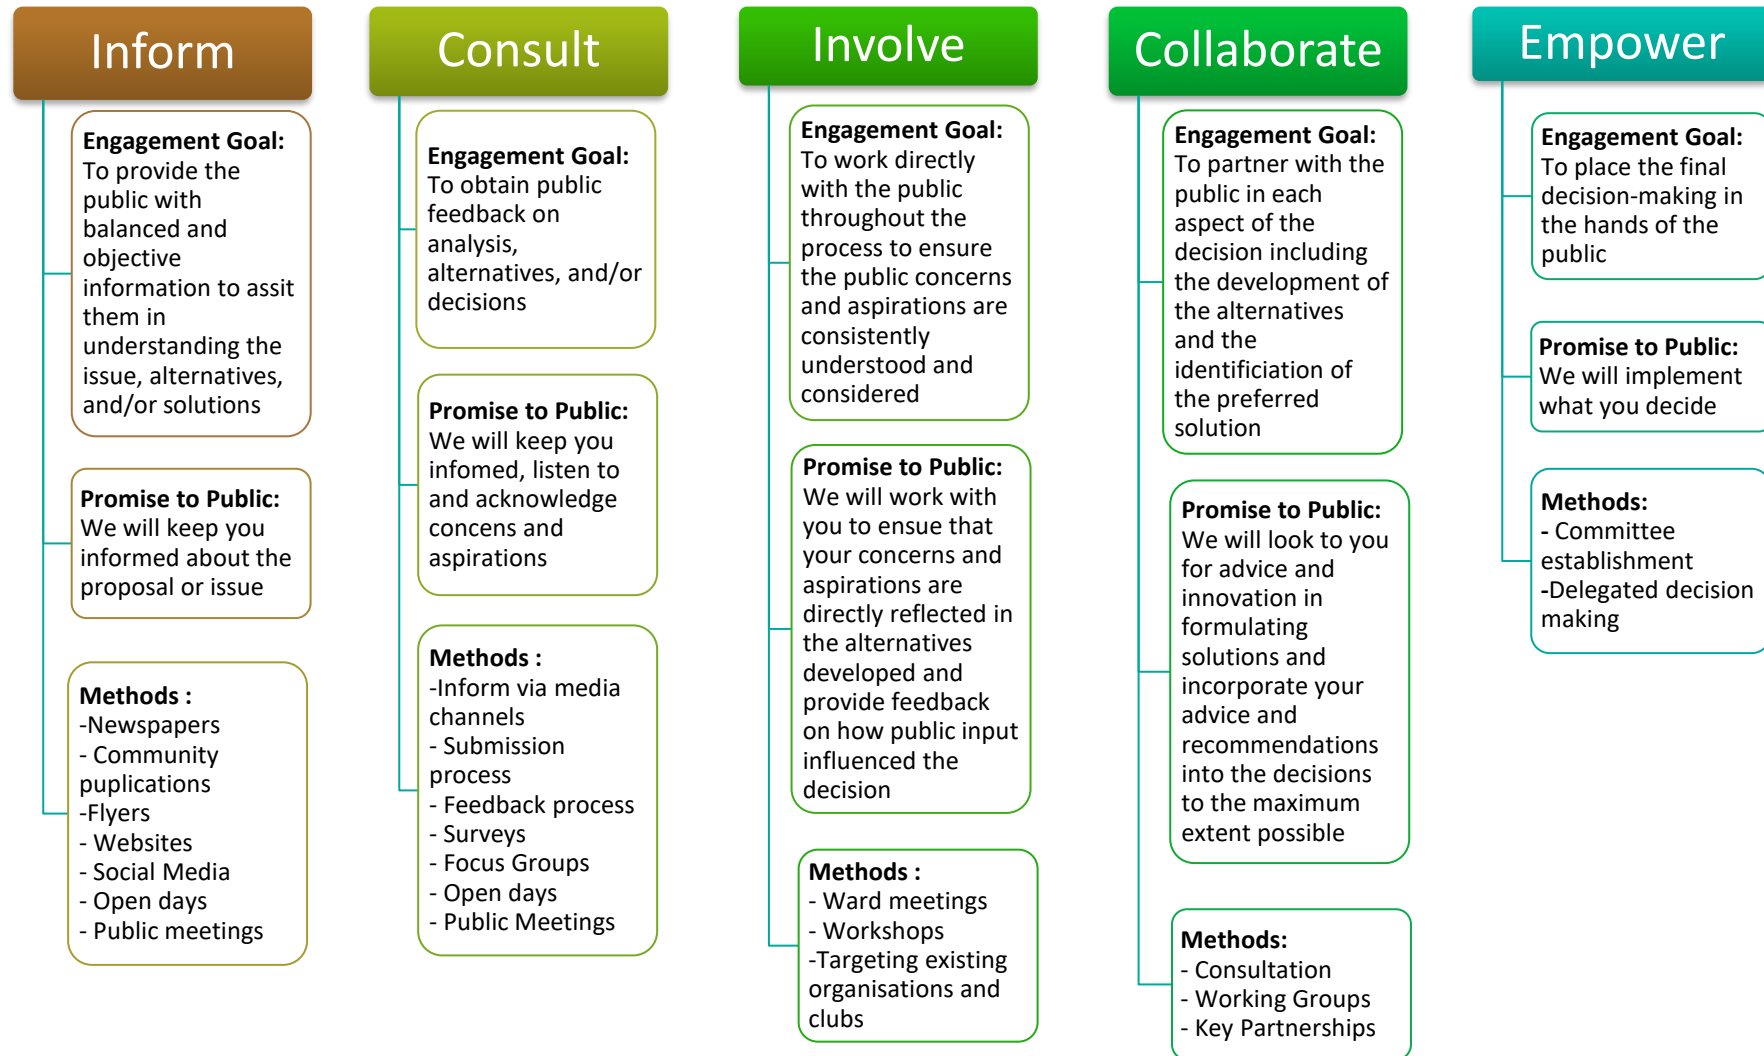 Inform
Engagement Goal:
To provide the
public with
balanced and
objective
information to assit
them in
understanding the
issue, alternatives,
and/or solutions
Promise to Public:
We will keep you
informed about the
proposal or issue
Methods :
-Newspapers
- Community
puplications
-Flyers
- Websites
- Social Media
- Open days
- Public meetings
Consult
Engagement Goal:
To obtain public
feedback on
analysis,
alternatives, and/or
decisions
Promise to Public:
We will keep you
infomed, listen to
and acknowledge
concens and
aspirations
Methods :
-Inform via media
channels
- Submission
process
- Feedback process
- Surveys
- Focus Groups
- Open days
- Public Meetings
Involve
Engagement Goal:
To work directly
with the public
throughout the
process to ensure
the public concerns
and aspirations are
consistently
understood and
considered
Promise to Public:
We will work with
you to ensue that
your concerns and
aspirations are
directly reflected in
the alternatives
developed and
provide feedback
on how public input
influenced the
decision
Methods :
- Ward meetings
- Workshops
-Targeting existing
organisations and
clubs
Collaborate
Engagement Goal:
To partner with the
public in each
aspect of the
decision including
the development of
the alternatives
and the
identificiation of
the preferred
solution
Promise to Public:
We will look to you
for advice and
innovation in
formulating
solutions and
incorporate your
advice and
recommendations
into the decisions
to the maximum
extent possible
Methods:
- Consultation
- Working Groups
- Key Partnerships
Empower
Engagement Goal:
To place the final
decision-making in
the hands of the
public
Promise to Public:
We will implement
what you decide
Methods:
- Committee
establishment
-Delegated decision
making